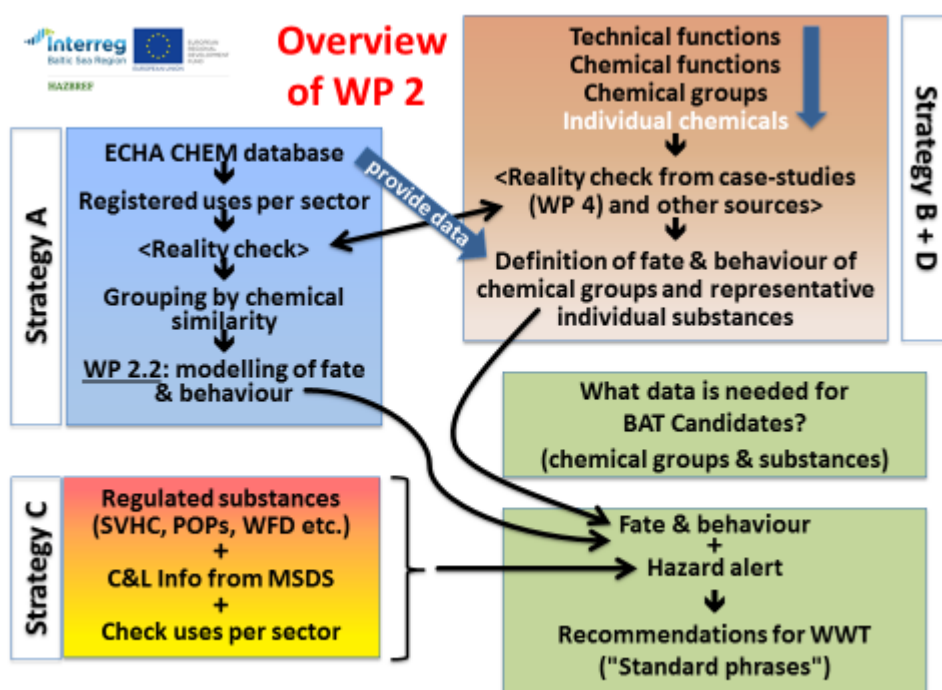 Interreg
Baltic Sea Region
HAZBREF
EUROPEAN UNION
EUROPEAN
REGIONAL
DEVELOPMENT
FUND
Overview
of WP 2
Strategy A
ECHA CHEM database
Registered uses per sector
<Reality check>
Grouping by chemical
similarity
WP 2.2: modelling of fate
& behaviour
provide data
Strategy B + D
Technical functions
Chemical functions
Chemical groups
Individual chemicals
<Reality check from case-studies
(WP 4) and other sources>
Definition of fate & behaviour of
chemical groups and representative
individual substances
What data is needed for
BAT Candidates?
(chemical groups & substances)
Strategy C
Regulated substances
(SVHC, POPs, WFD etc.)
+
C&L Info from MSDS
+
Check uses per sector
Fate & behaviour
+
Hazard alert
Recommendations for WWT
("Standard phrases")